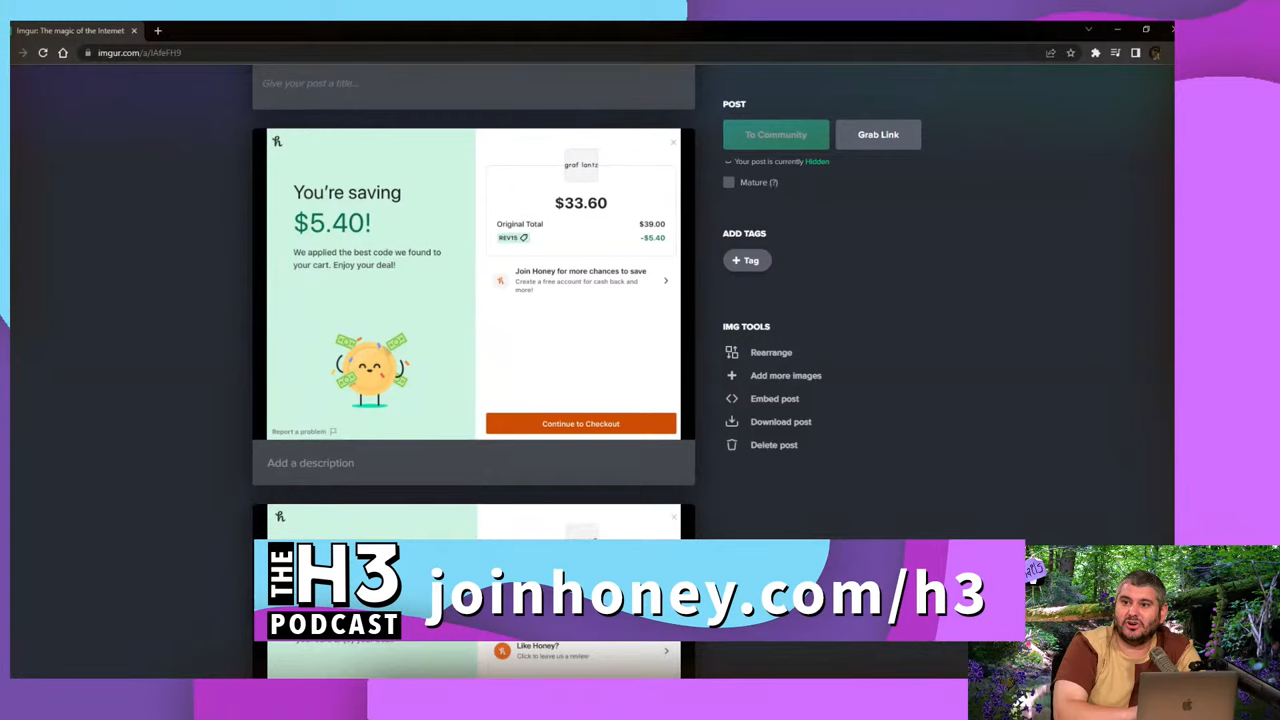 Imgur: The magic of the Internet
imgur.com/a/IAfeFH9
Give your post a title...
POST
To Community
Grab Link
Your post is currently Hidden
Mature (?)
ADD TAGS
+ Tag
IMG TOOLS
Rearrange
Add more images
Embed post
Download post
Delete post
You're saving
$5.40!
We applied the best code we found to
your cart. Enjoy your deal!
Report a problem
graf lantz
$33.60
Original Total $39.00
REV15 -$5.40
Join Honey for more chances to save
Create a free account for cash back and
more!
Continue to Checkout
Add a description
THE
H3
PODCAST
joinhoney.com/h3
Like Honey?
Click to leave us a review